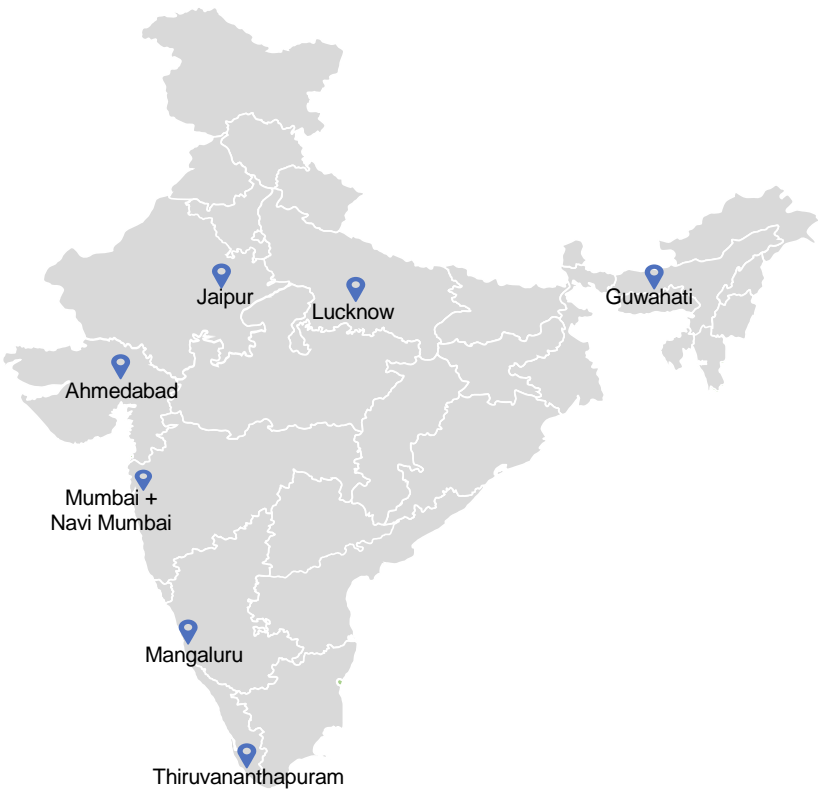 Jaipur
Lucknow
Guwahati
Ahmedabad
Mumbai +
Navi Mumbai
Mangaluru
Thiruvananthapuram